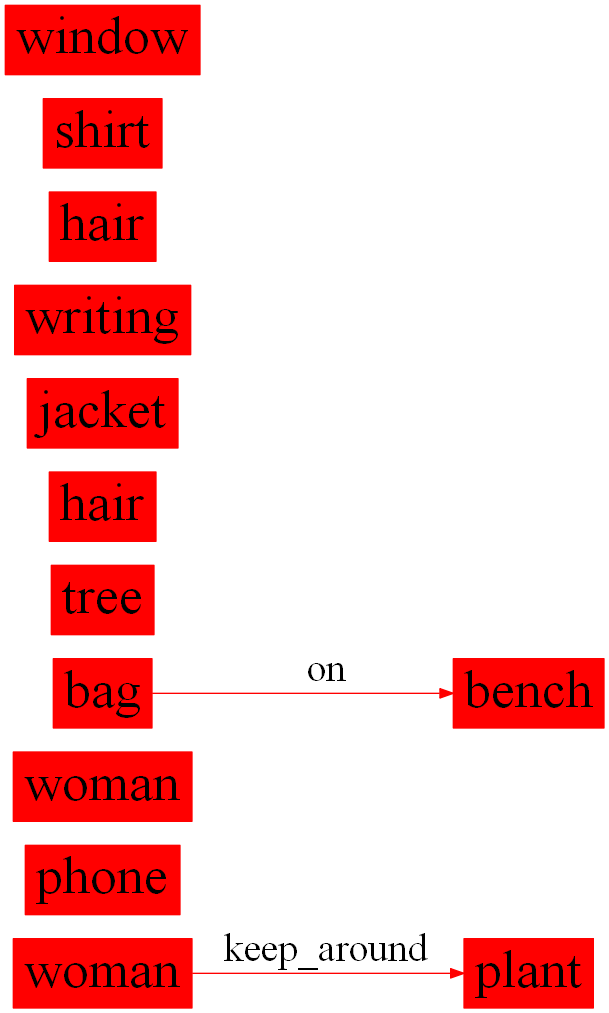 window
shirt
hair
writing
jacket
hair
tree
bag on bench
woman
phone
woman keep_around plant